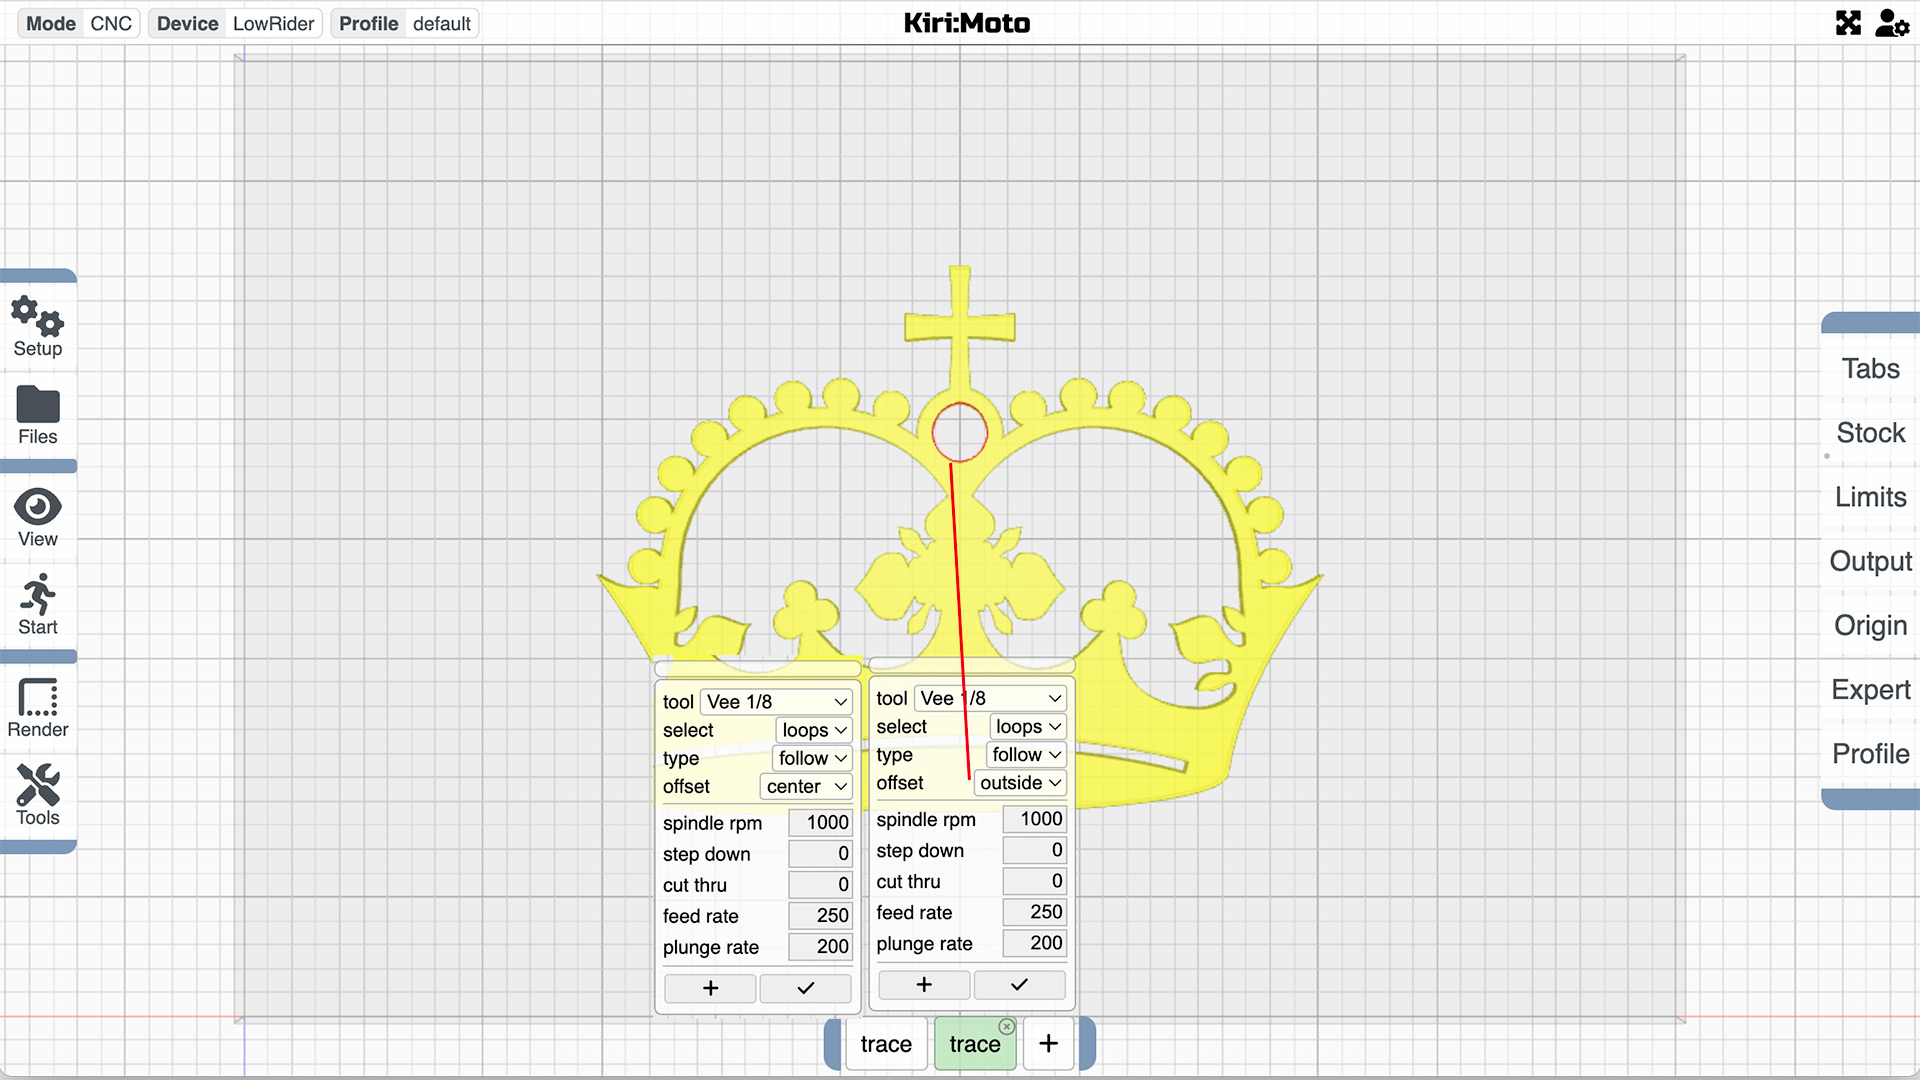 Mode CNC Device LowRider Profile default
Kiri:Moto
Setup
Files
View
Start
Render
Tools
tool Vee 1/8
select loops
type follow
offset center
spindle rpm 1000
step down 0
cut thru 0
feed rate 250
plunge rate 200
+
tool Vee 1/8
select loops
type follow
offset outside
spindle rpm 1000
step down 0
cut thru 0
feed rate 250
plunge rate 200
+
trace trace +
Tabs
Stock
Limits
Output
Origin
Expert
Profile